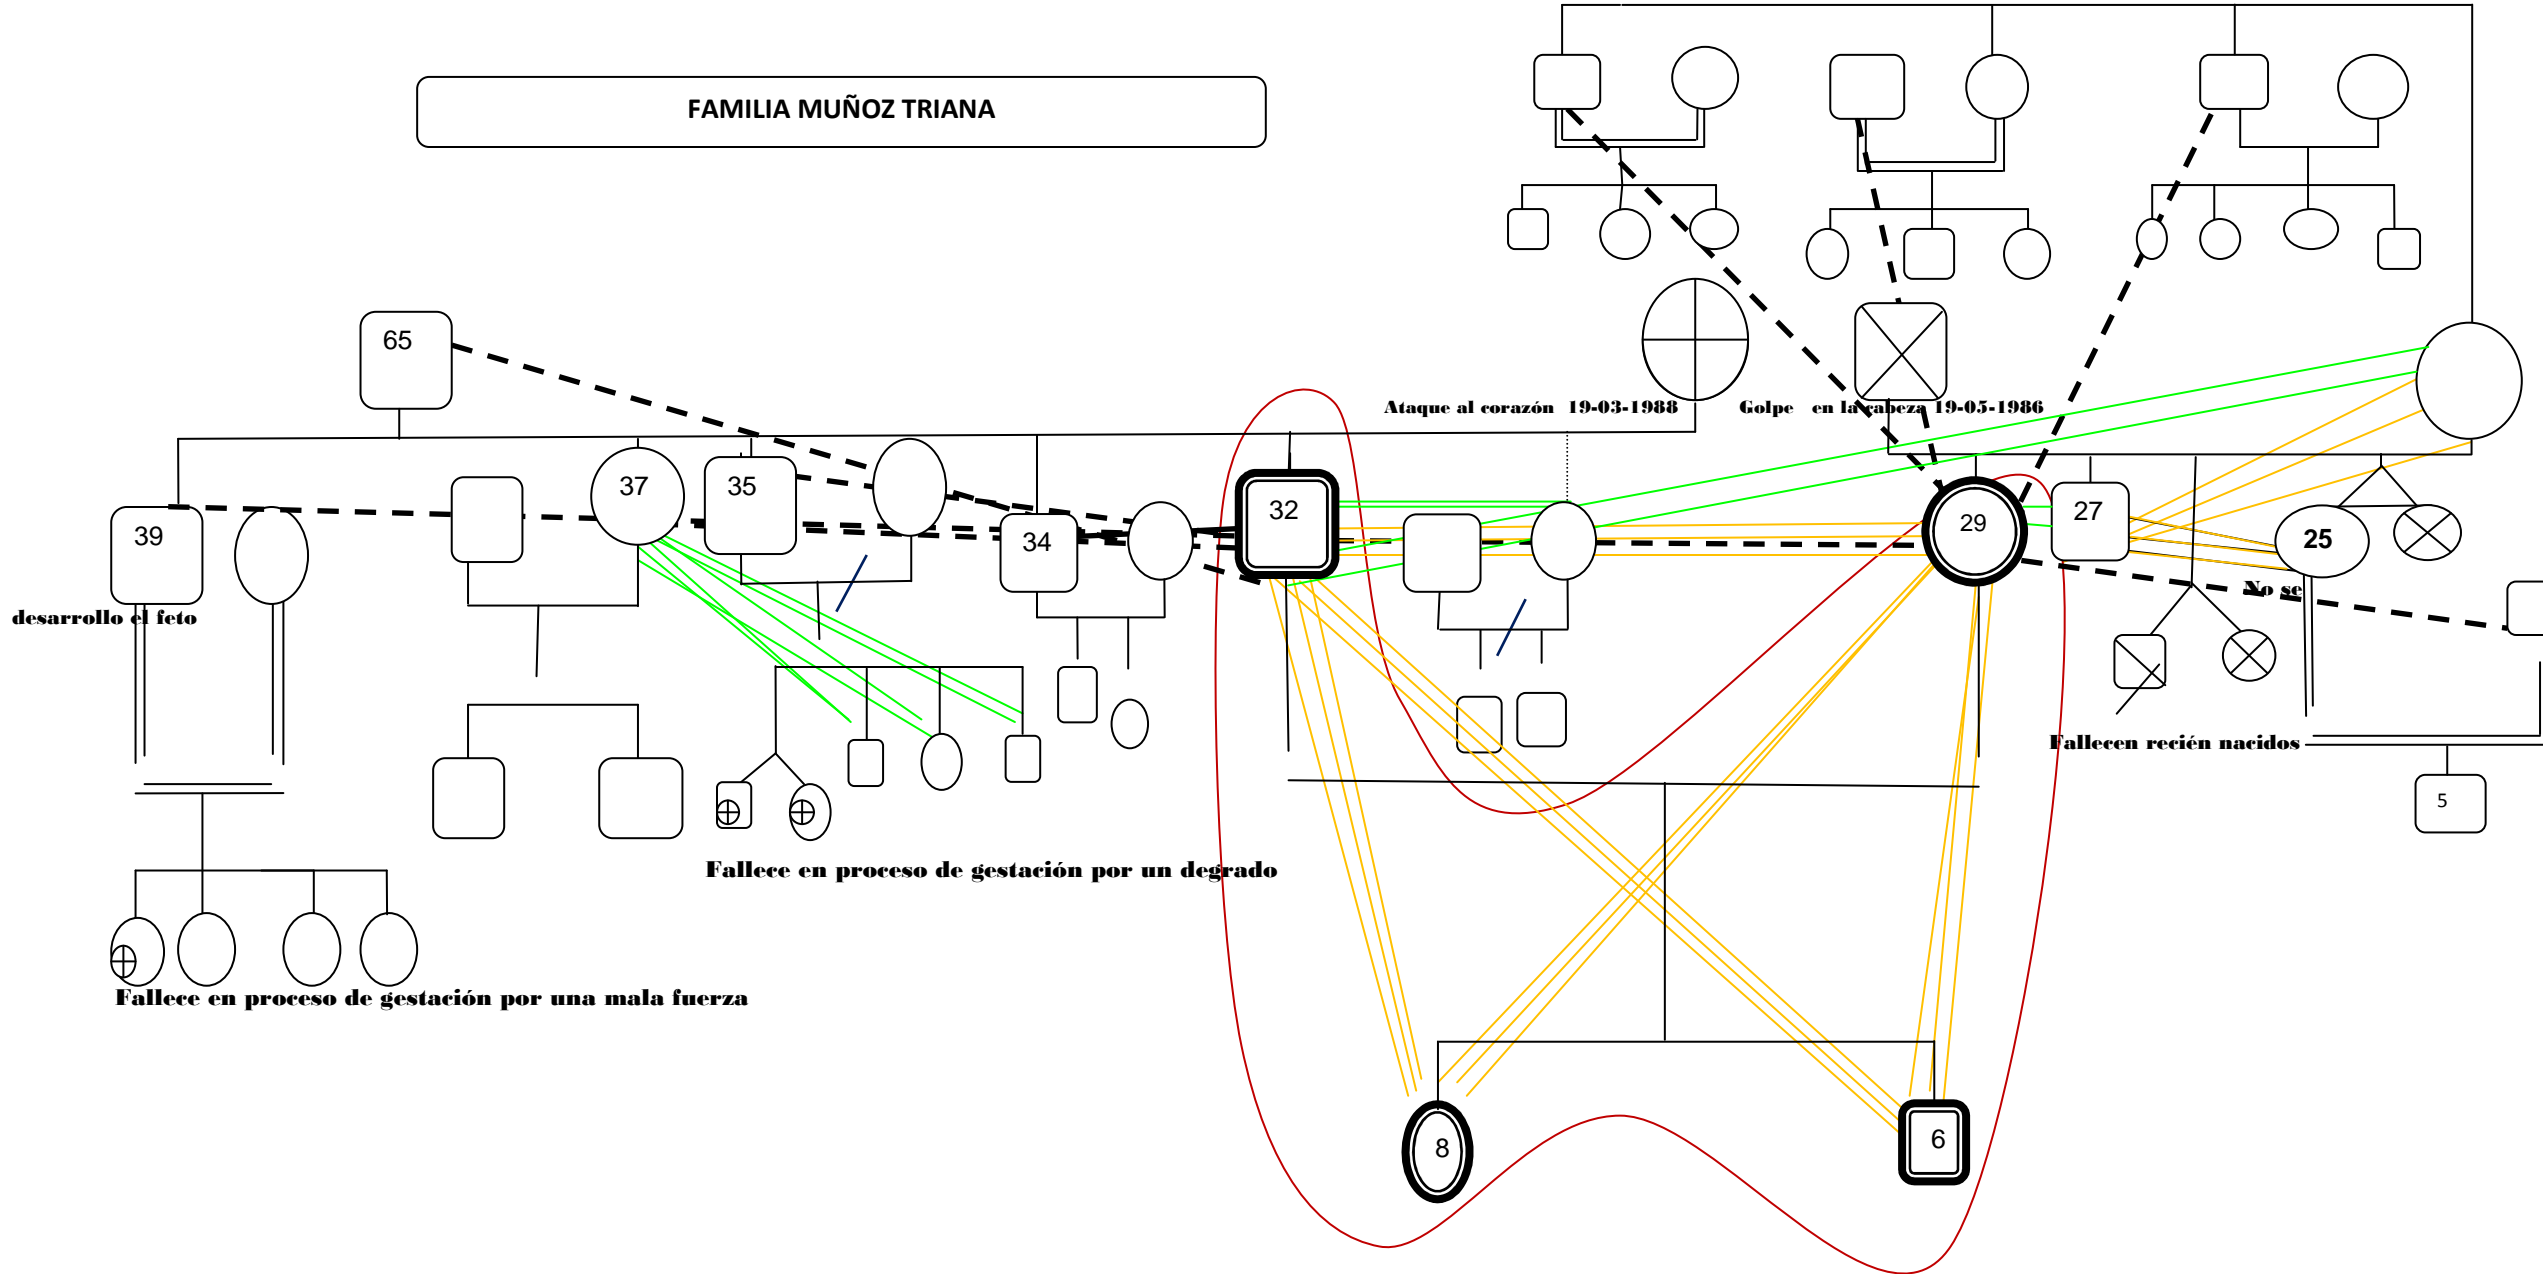 FAMILIA MUÑOZ TRIANA
65
Ataque al corazón 19-03-1988
Golpe en la cabeza 19-05-1986
39
37
35
34
32
29
27
25
No se
desarrollo el feto
Fallecen recién nacidos
5
Fallece en proceso de gestación por un degrado
Fallece en proceso de gestación por una mala fuerza
8
6